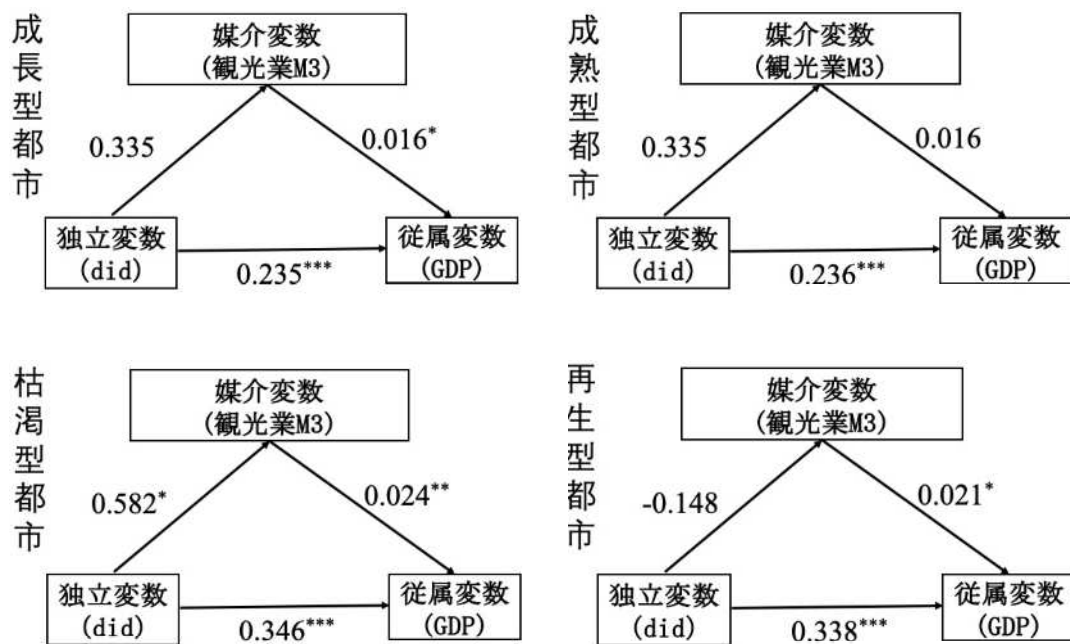 成長型都市
媒介変数
(観光業M3)
0.335
0.016*
独立変数
(did)
0.235***
従属変数
(GDP)
成熟型都市
媒介変数
(観光業M3)
0.335
0.016
独立変数
(did)
0.236***
従属変数
(GDP)
枯渇型都市
媒介変数
(観光業M3)
0.582*
0.024**
独立変数
(did)
0.346***
従属変数
(GDP)
再生型都市
媒介変数
(観光業M3)
-0.148
0.021*
独立変数
(did)
0.338***
従属変数
(GDP)